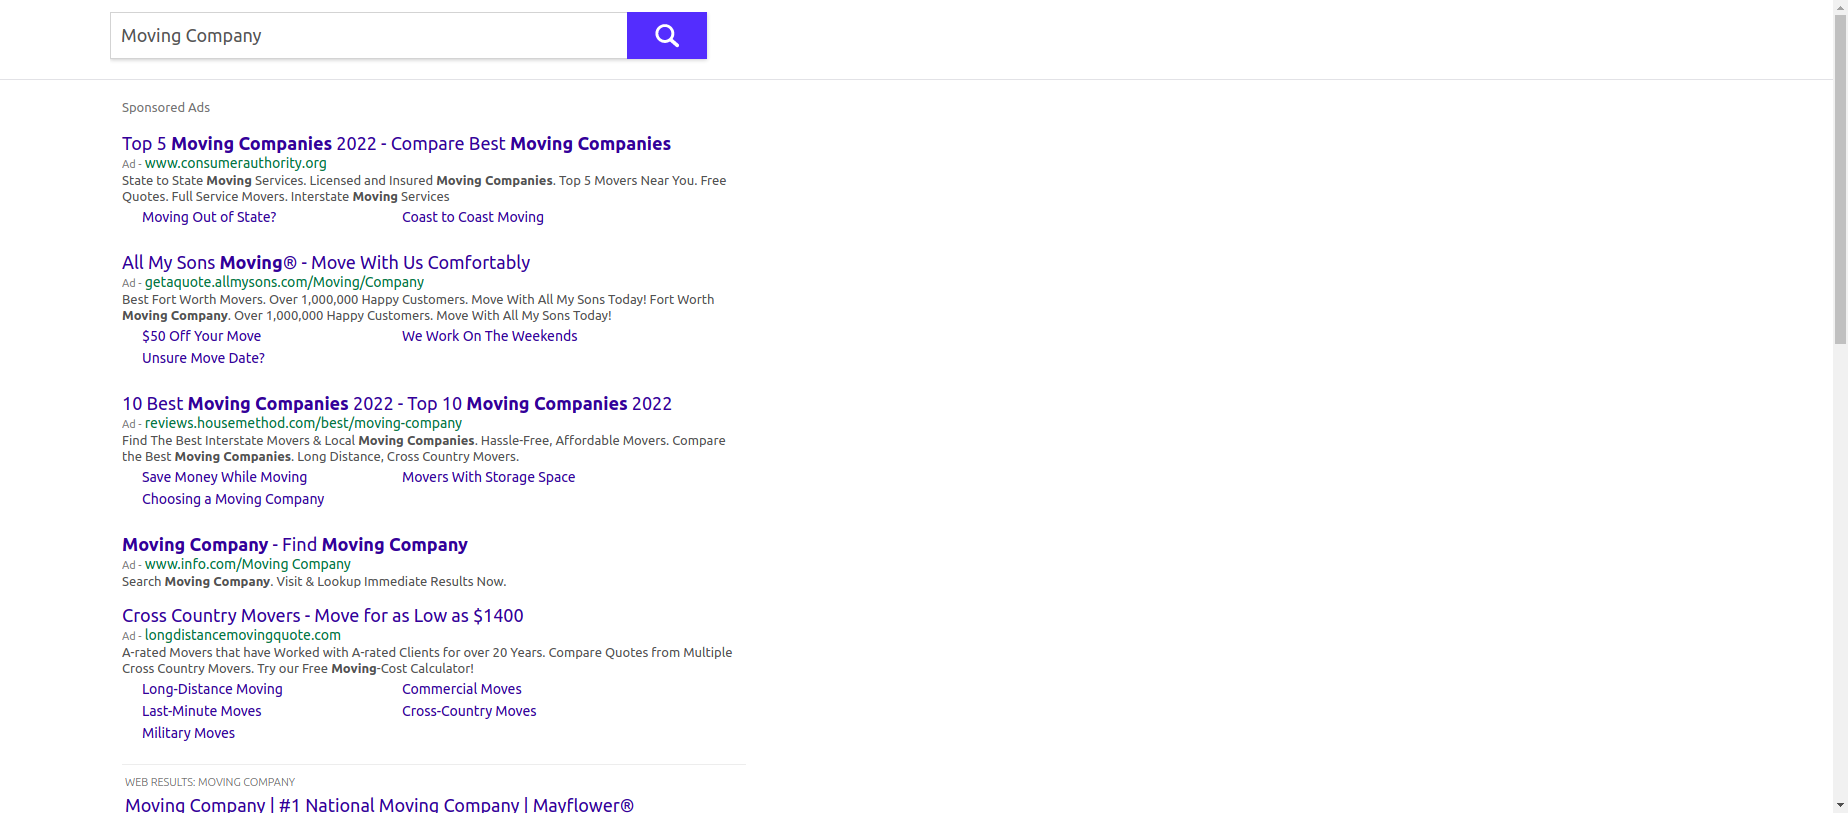 Moving Company
Sponsored Ads
Top 5 Moving Companies 2022 - Compare Best Moving Companies
Ad - www.consumerauthority.org
State to State Moving Services. Licensed and Insured Moving Companies. Top 5 Movers Near You. Free
Quotes. Full Service Movers. Interstate Moving Services
Moving Out of State? Coast to Coast Moving
All My Sons Moving® - Move With Us Comfortably
Ad - getaquote.allmysons.com/Moving/Company
Best Fort Worth Movers. Over 1,000,000 Happy Customers. Move With All My Sons Today! Fort Worth
Moving Company. Over 1,000,000 Happy Customers. Move With All My Sons Today!
$50 Off Your Move We Work On The Weekends
Unsure Move Date?
10 Best Moving Companies 2022 - Top 10 Moving Companies 2022
Ad - reviews.housemethod.com/best/moving-company
Find The Best Interstate Movers & Local Moving Companies. Hassle-Free, Affordable Movers. Compare
the Best Moving Companies. Long Distance, Cross Country Movers.
Save Money While Moving Movers With Storage Space
Choosing a Moving Company
Moving Company - Find Moving Company
Ad - www.info.com/Moving Company
Search Moving Company. Visit & Lookup Immediate Results Now.
Cross Country Movers - Move for as Low as $1400
Ad - longdistancemovingquote.com
A-rated Movers that have Worked with A-rated Clients for over 20 Years. Compare Quotes from Multiple
Cross Country Movers. Try our Free Moving-Cost Calculator!
Long-Distance Moving Commercial Moves
Last-Minute Moves Cross-Country Moves
Military Moves
WEB RESULTS: MOVING COMPANY
Moving Company | #1 National Moving Company | Mayflower®